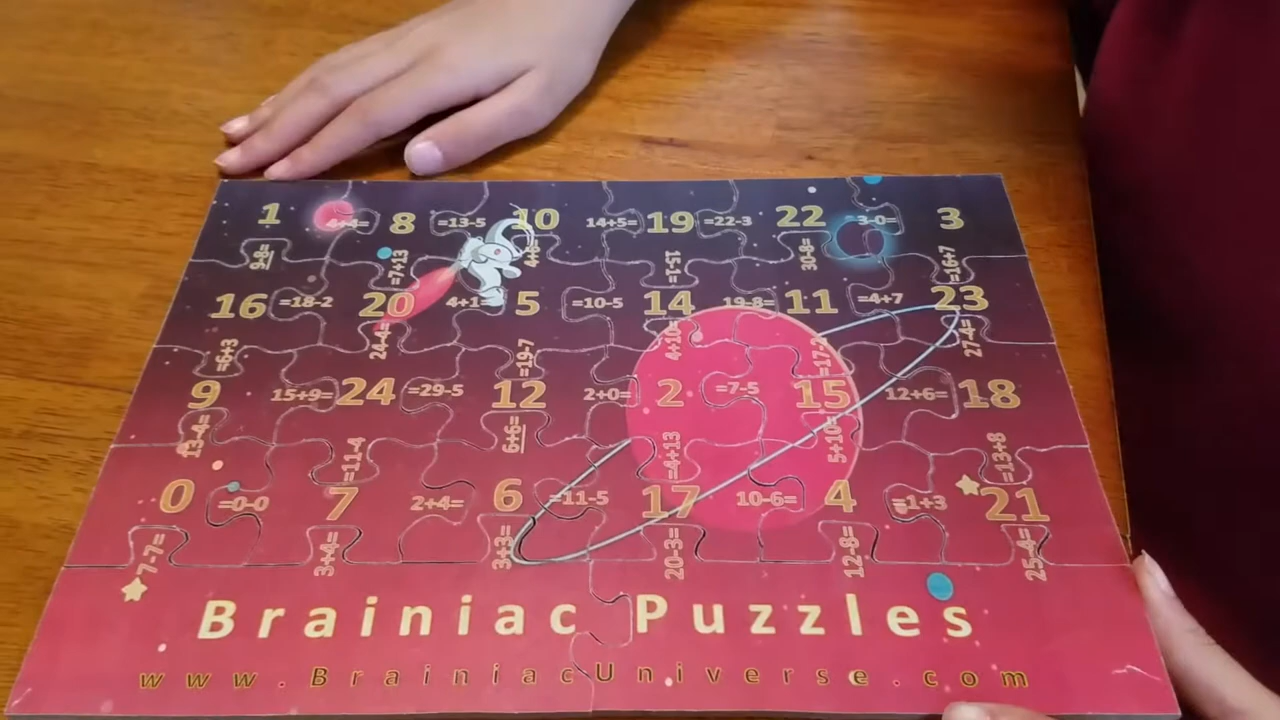 1 4+4= 8 =13-5 10 14+5= 19 =22-3 22 =3-0= 3
9-8= =7+13 4+6= 15-1= 30-8= =16+7
16 =18-2 20 4+1= 5 =10-5 14 19-8= 11 =4+7 23
=6+3 24-4= =19-7 4+10= =17-2 27-4=
9 15+9= 24 =29-5 12 2+0= 2 =7-5 15 12+6= 18
13-4= =11-4 6+6= =4+13 5+10= =13+8
0 =0-0 7 2+4= 6 =11-5 17 10-6= 4 =1+3 21
7-7= 3+4= 3+3= 20-3= 12-8= 25-4=
Brainiac Puzzles
www.BrainiacUniverse.com